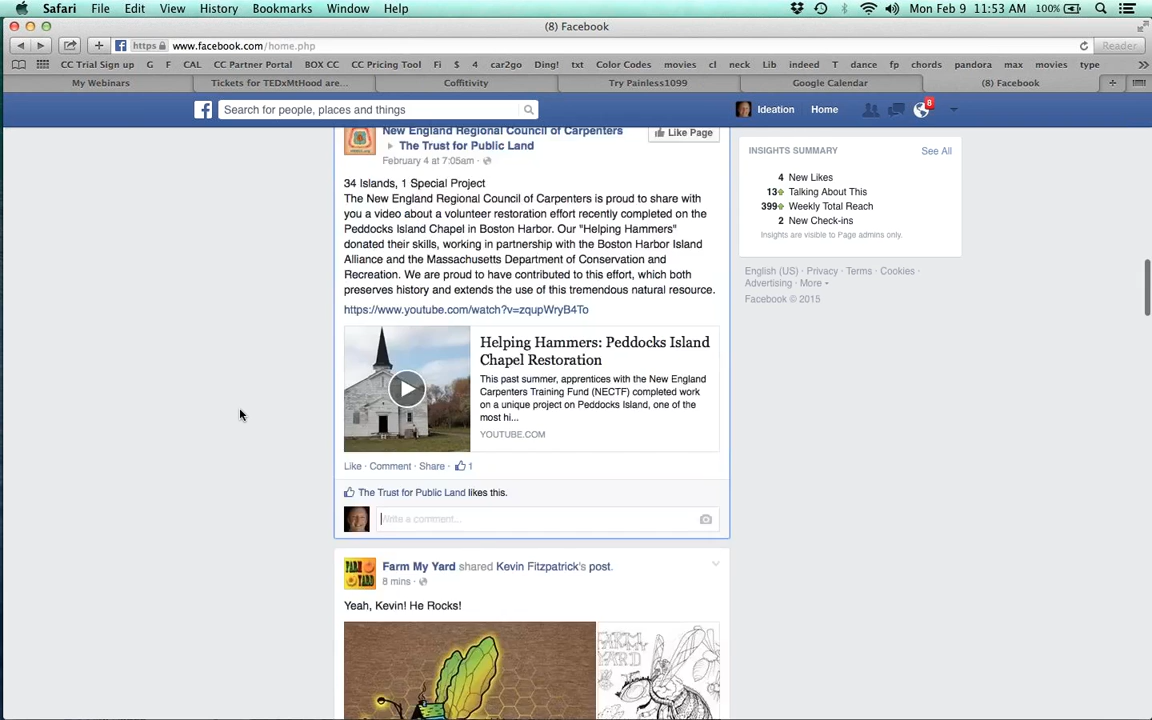 Safari File Edit View History Bookmarks Window Help Mon Feb 9 11:53 AM 100%
(8) Facebook
https www.facebook.com/home.php Reader
CC Trial Sign up G F CAL CC Partner Portal BOX CC CC Pricing Tool Fi $ 4 car2go Ding! txt Color Codes movies cl neck Lib indeed T dance fp chords pandora max movies type
My Webinars Tickets for TEDxMtHood are... Coffitivity Try Painless1099 Google Calendar (8) Facebook
Search for people, places and things Ideation Home 8
New England Regional Council of Carpenters Like Page
The Trust for Public Land
February 4 at 7:05am
34 Islands, 1 Special Project
The New England Regional Council of Carpenters is proud to share with
you a video about a volunteer restoration effort recently completed on the
Peddocks Island Chapel in Boston Harbor. Our "Helping Hammers"
donated their skills, working in partnership with the Boston Harbor Island
Alliance and the Massachusetts Department of Conservation and
Recreation. We are proud to have contributed to this effort, which both
preserves history and extends the use of this tremendous natural resource.
https://www.youtube.com/watch?v=zqupWryB4To
Helping Hammers: Peddocks Island
Chapel Restoration
This past summer, apprentices with the New England
Carpenters Training Fund (NECTF) completed work
on a unique project on Peddocks Island, one of the
most hi...
YOUTUBE.COM
Like · Comment · Share · 1
The Trust for Public Land likes this.
Write a comment...
Farm My Yard shared Kevin Fitzpatrick's post.
8 mins ·
Yeah, Kevin! He Rocks!
FARM MY
YARD
FARMY
YARD
INSIGHTS SUMMARY See All
4 New Likes
13 Talking About This
399 Weekly Total Reach
2 New Check-ins
Insights are visible to Page admins only.
English (US) · Privacy · Terms · Cookies ·
Advertising · More
Facebook © 2015